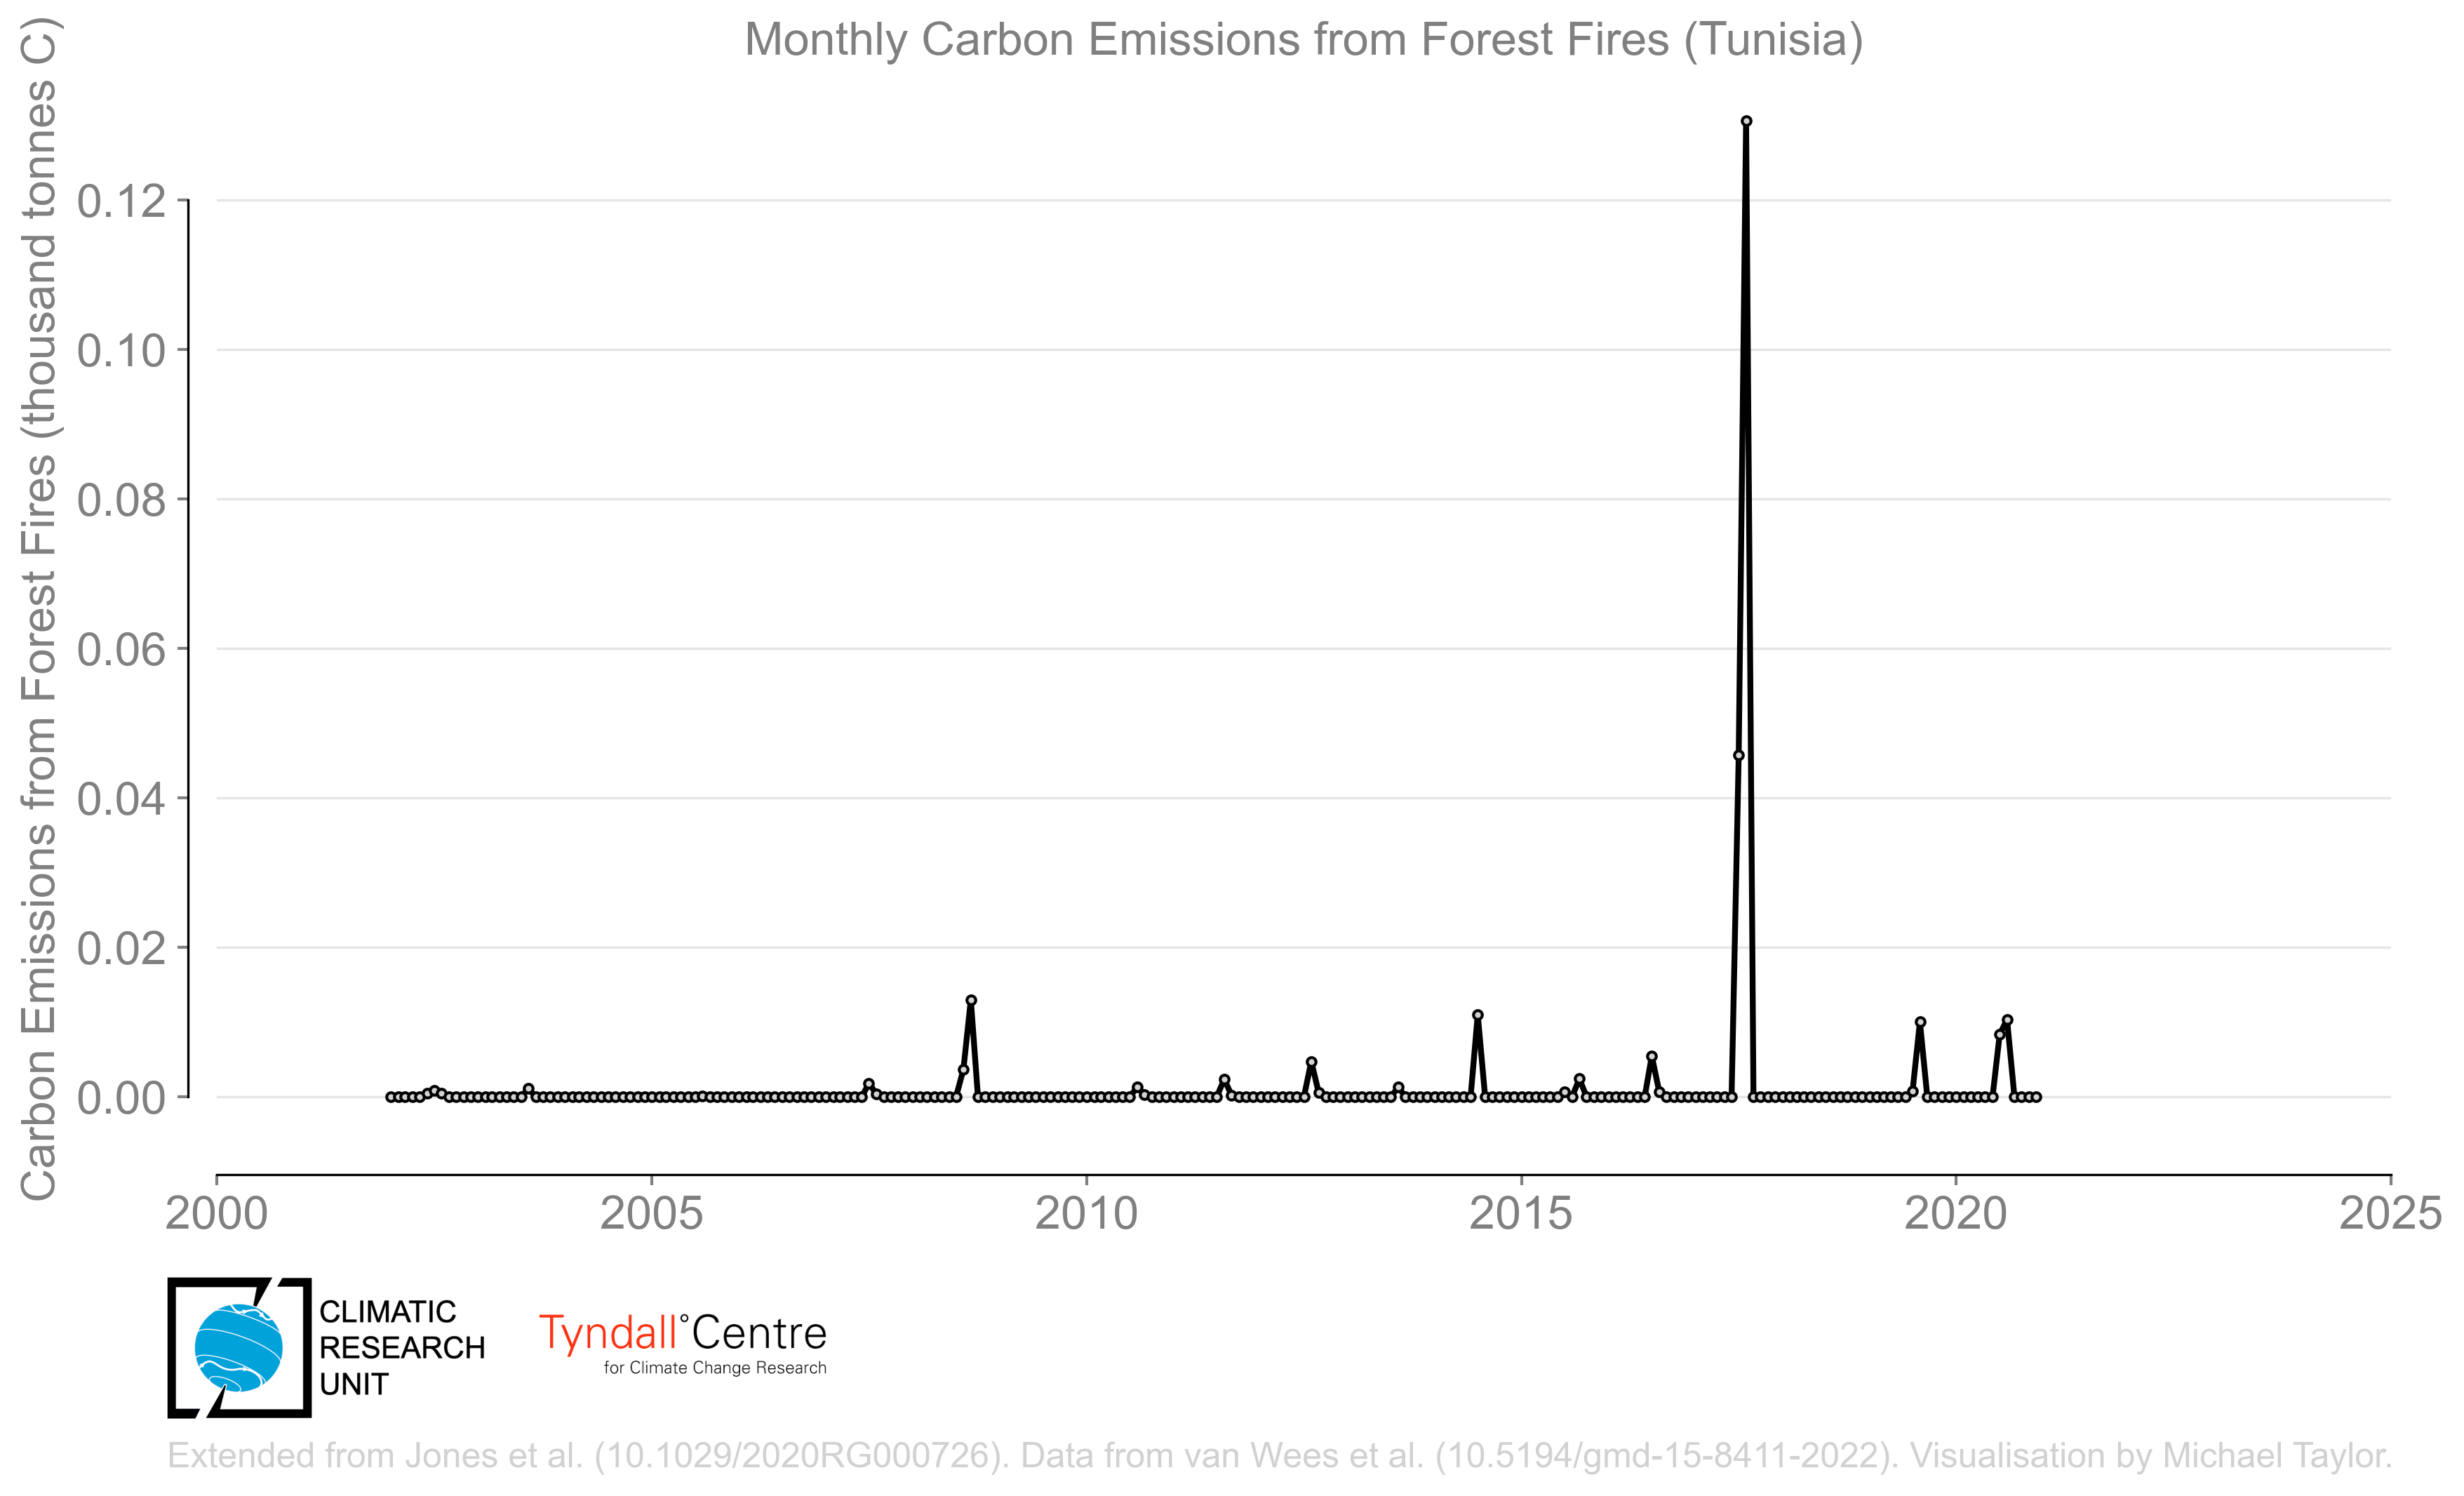 Monthly Carbon Emissions from Forest Fires (Tunisia)
Carbon Emissions from Forest Fires (thousand tonnes C)
0.12
0.10
0.08
0.06
0.04
0.02
0.00
2000 2005 2010 2015 2020 2025
CLIMATIC
RESEARCH
UNIT
Tyndall°Centre
for Climate Change Research
Extended from Jones et al. (10.1029/2020RG000726). Data from van Wees et al. (10.5194/gmd-15-8411-2022). Visualisation by Michael Taylor.